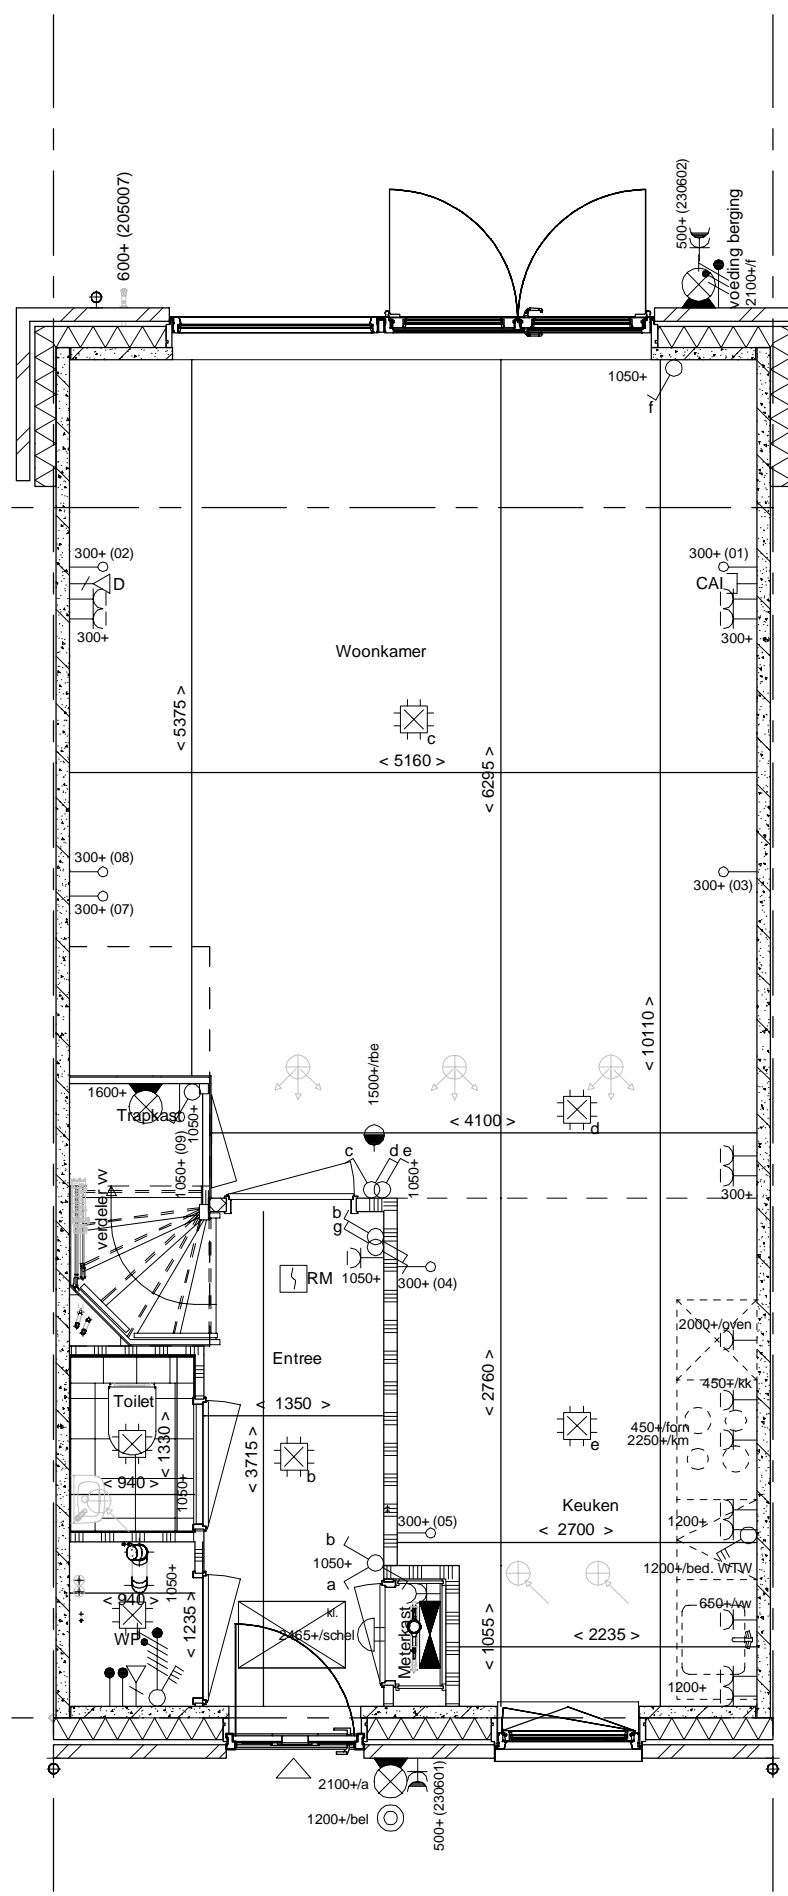 600+ (205007)
500+ (230602)
voeding berging
2100+/f
1050+
f
300+ (02)
D
300+
300+ (01)
CAI
300+
Woonkamer
c
< 5375 >
< 5160 >
< 6295 >
300+ (08)
300+ (07)
300+ (03)
< 10110 >
1500+/rbe
1600+
Trapkast
1050+
1050+ (09)
d
< 4100 >
c
d e
1050+
verdeler vv
300+
b
g
1050+
300+ (04)
RM
2000+/oven
Entree
< 2760 >
450+/kk
Toilet
< 1350 >
450+/forn
2250+/km
e
< 1330 >
< 3715 >
b
< 940 >
1050+
Keuken
300+ (05)
1200+
< 2700 >
b
1050+
a
1200+/bed. WTW
1050+
< 940 >
< 1235 >
kl.
2465+/schel
Meterkast
< 1055 >
650+/vw
< 2235 >
WP
1200+
2100+/a
500+ (230601)
1200+/bel